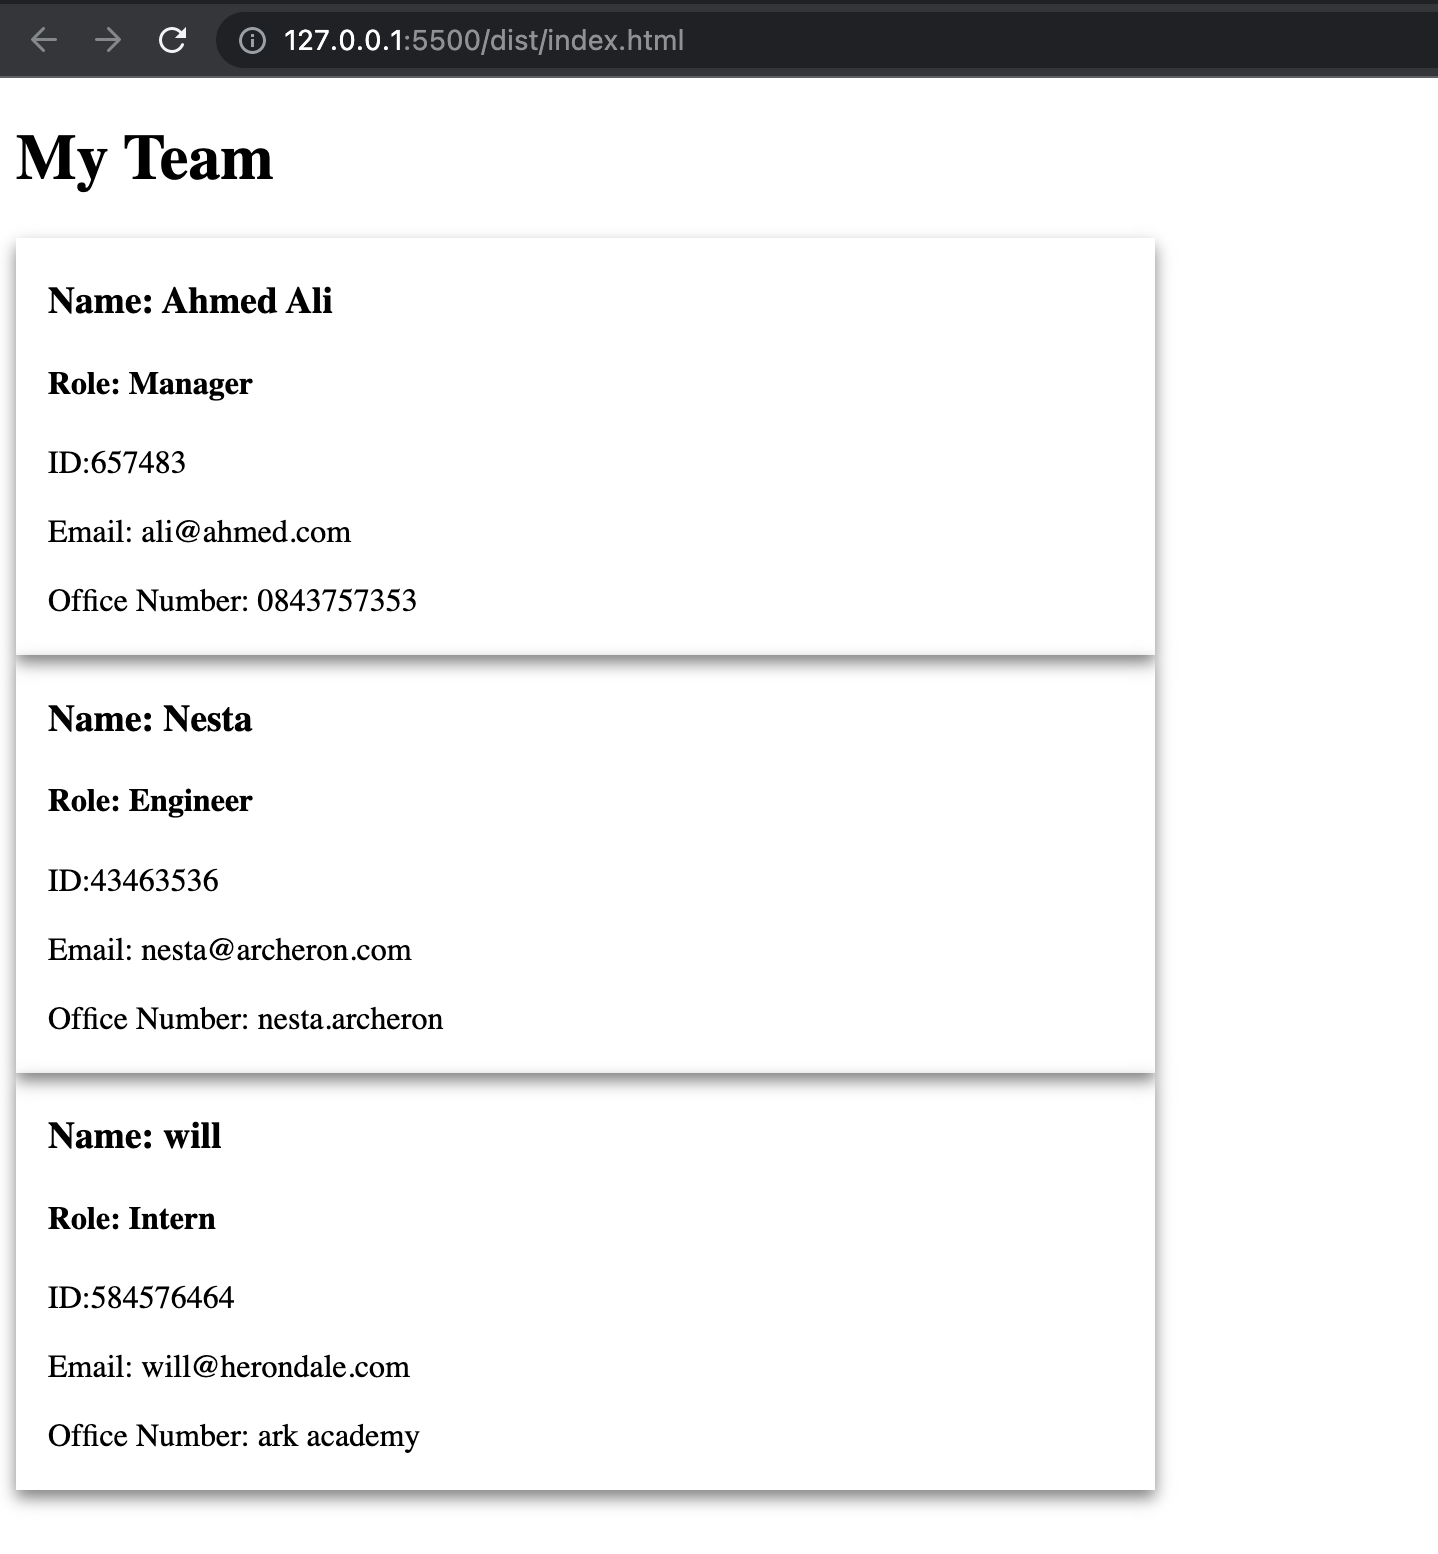 127.0.0.1:5500/dist/index.html
My Team
Name: Ahmed Ali
Role: Manager
ID:657483
Email: ali@ahmed.com
Office Number: 0843757353
Name: Nesta
Role: Engineer
ID:43463536
Email: nesta@archeron.com
Office Number: nesta.archeron
Name: will
Role: Intern
ID:584576464
Email: will@herondale.com
Office Number: ark academy